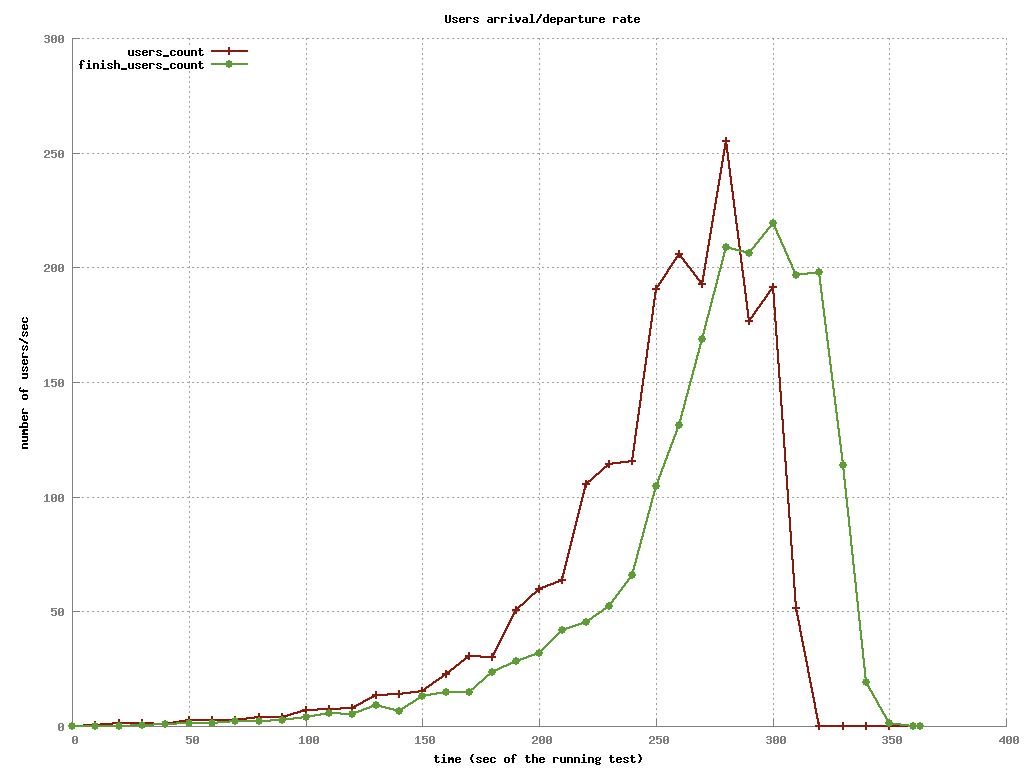 Users arrival/departure rate
300
users_count
finish_users_count
250
200
150
100
50
0
number of users/sec
0 50 100 150 200 250 300 350 400
time (sec of the running test)